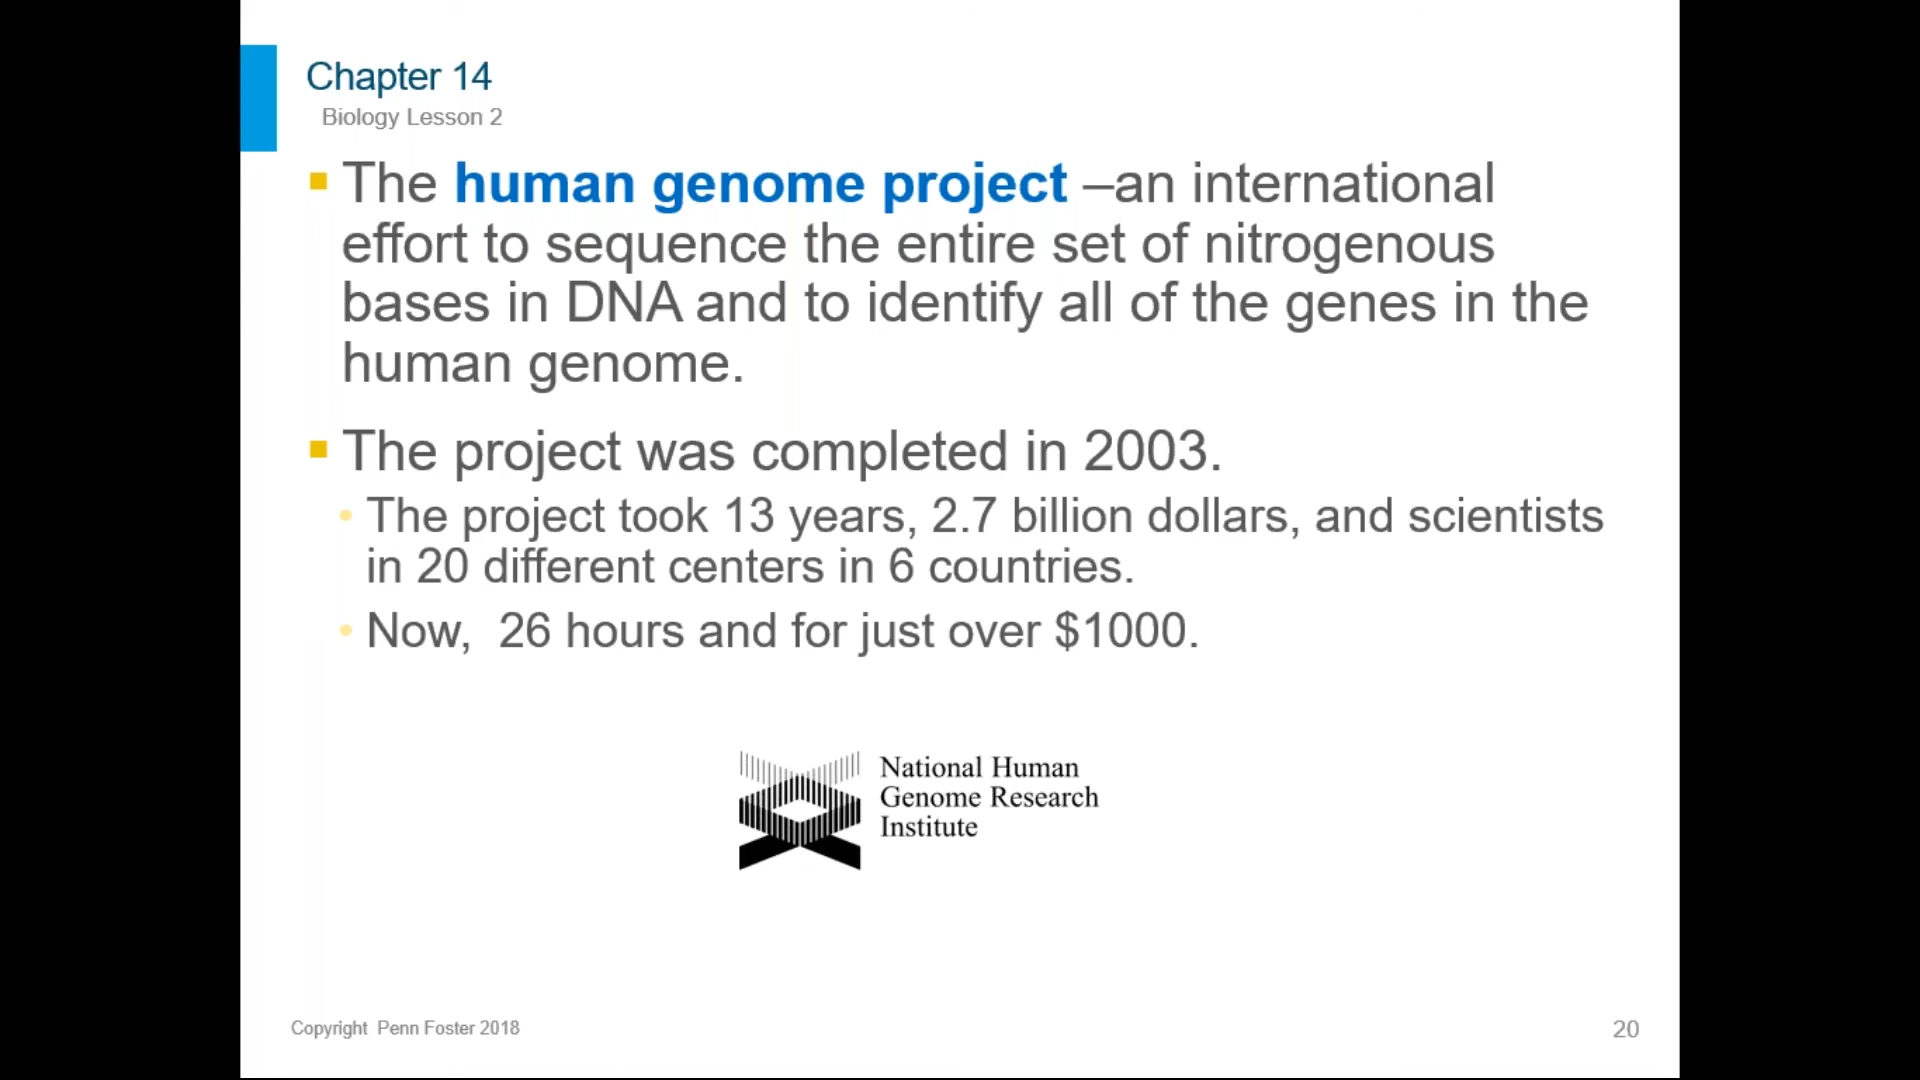 Chapter 14
Biology Lesson 2
The human genome project –an international
effort to sequence the entire set of nitrogenous
bases in DNA and to identify all of the genes in the
human genome.
The project was completed in 2003.
The project took 13 years, 2.7 billion dollars, and scientists
in 20 different centers in 6 countries.
Now,  26 hours and for just over $1000.
National Human
Genome Research
Institute
Copyright  Penn Foster 2018
20